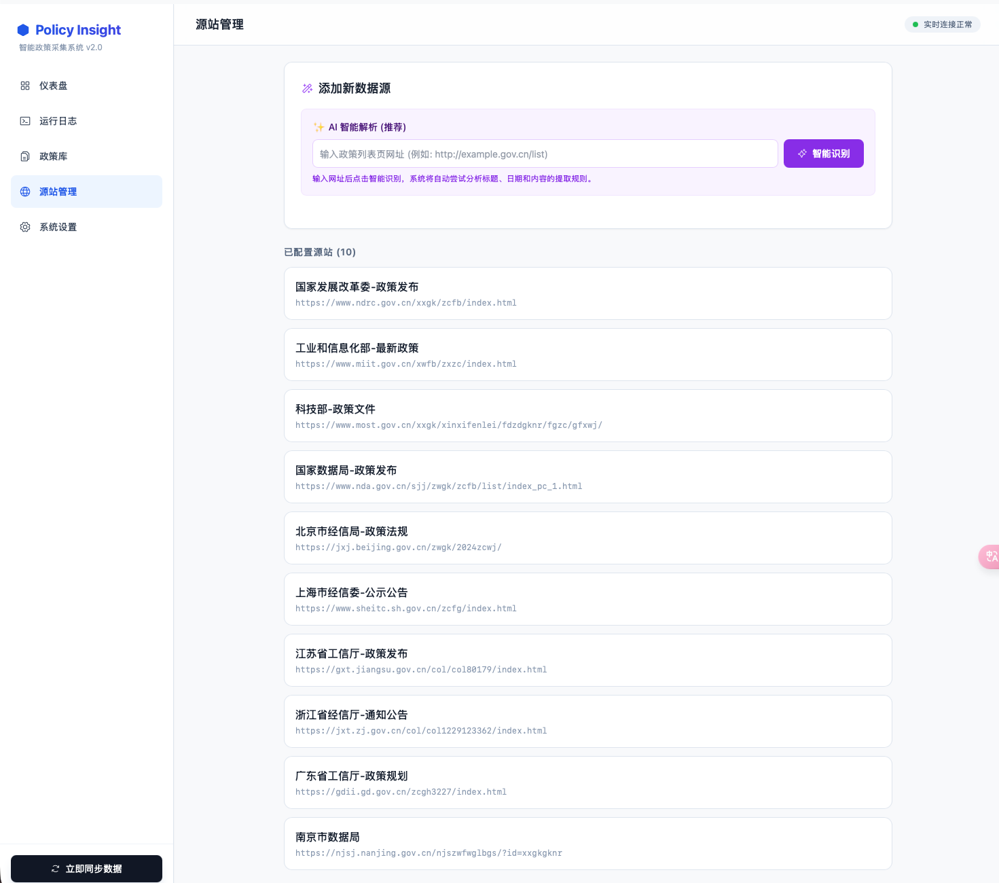 Policy Insight
智能政策采集系统 v2.0
仪表盘
运行日志
政策库
源站管理
系统设置
立即同步数据
源站管理
实时连接正常
添加新数据源
✨ AI 智能解析 (推荐)
输入政策列表页网址 (例如: http://example.gov.cn/list)
智能识别
输入网址后点击智能识别，系统将自动尝试分析标题、日期和内容的提取规则。
已配置源站 (10)
国家发展改革委-政策发布
https://www.ndrc.gov.cn/xxgk/zcfb/index.html
工业和信息化部-最新政策
https://www.miit.gov.cn/xwfb/zxzc/index.html
科技部-政策文件
https://www.most.gov.cn/xxgk/xinxifenlei/fdzdgknr/fgzc/gfxwj/
国家数据局-政策发布
https://www.nda.gov.cn/sjj/zwgk/zcfb/list/index_pc_1.html
北京市经信局-政策法规
https://jxj.beijing.gov.cn/zwgk/2024zcwj/
上海市经信委-公示公告
https://www.sheitc.sh.gov.cn/zcfg/index.html
江苏省工信厅-政策发布
https://gxt.jiangsu.gov.cn/col/col80179/index.html
浙江省经信厅-通知公告
https://jxt.zj.gov.cn/col/col1229123362/index.html
广东省工信厅-政策规划
https://gdii.gd.gov.cn/zcgh3227/index.html
南京市数据局
https://njsj.nanjing.gov.cn/njszwfwglbgs/?id=xxgkgknr
中A